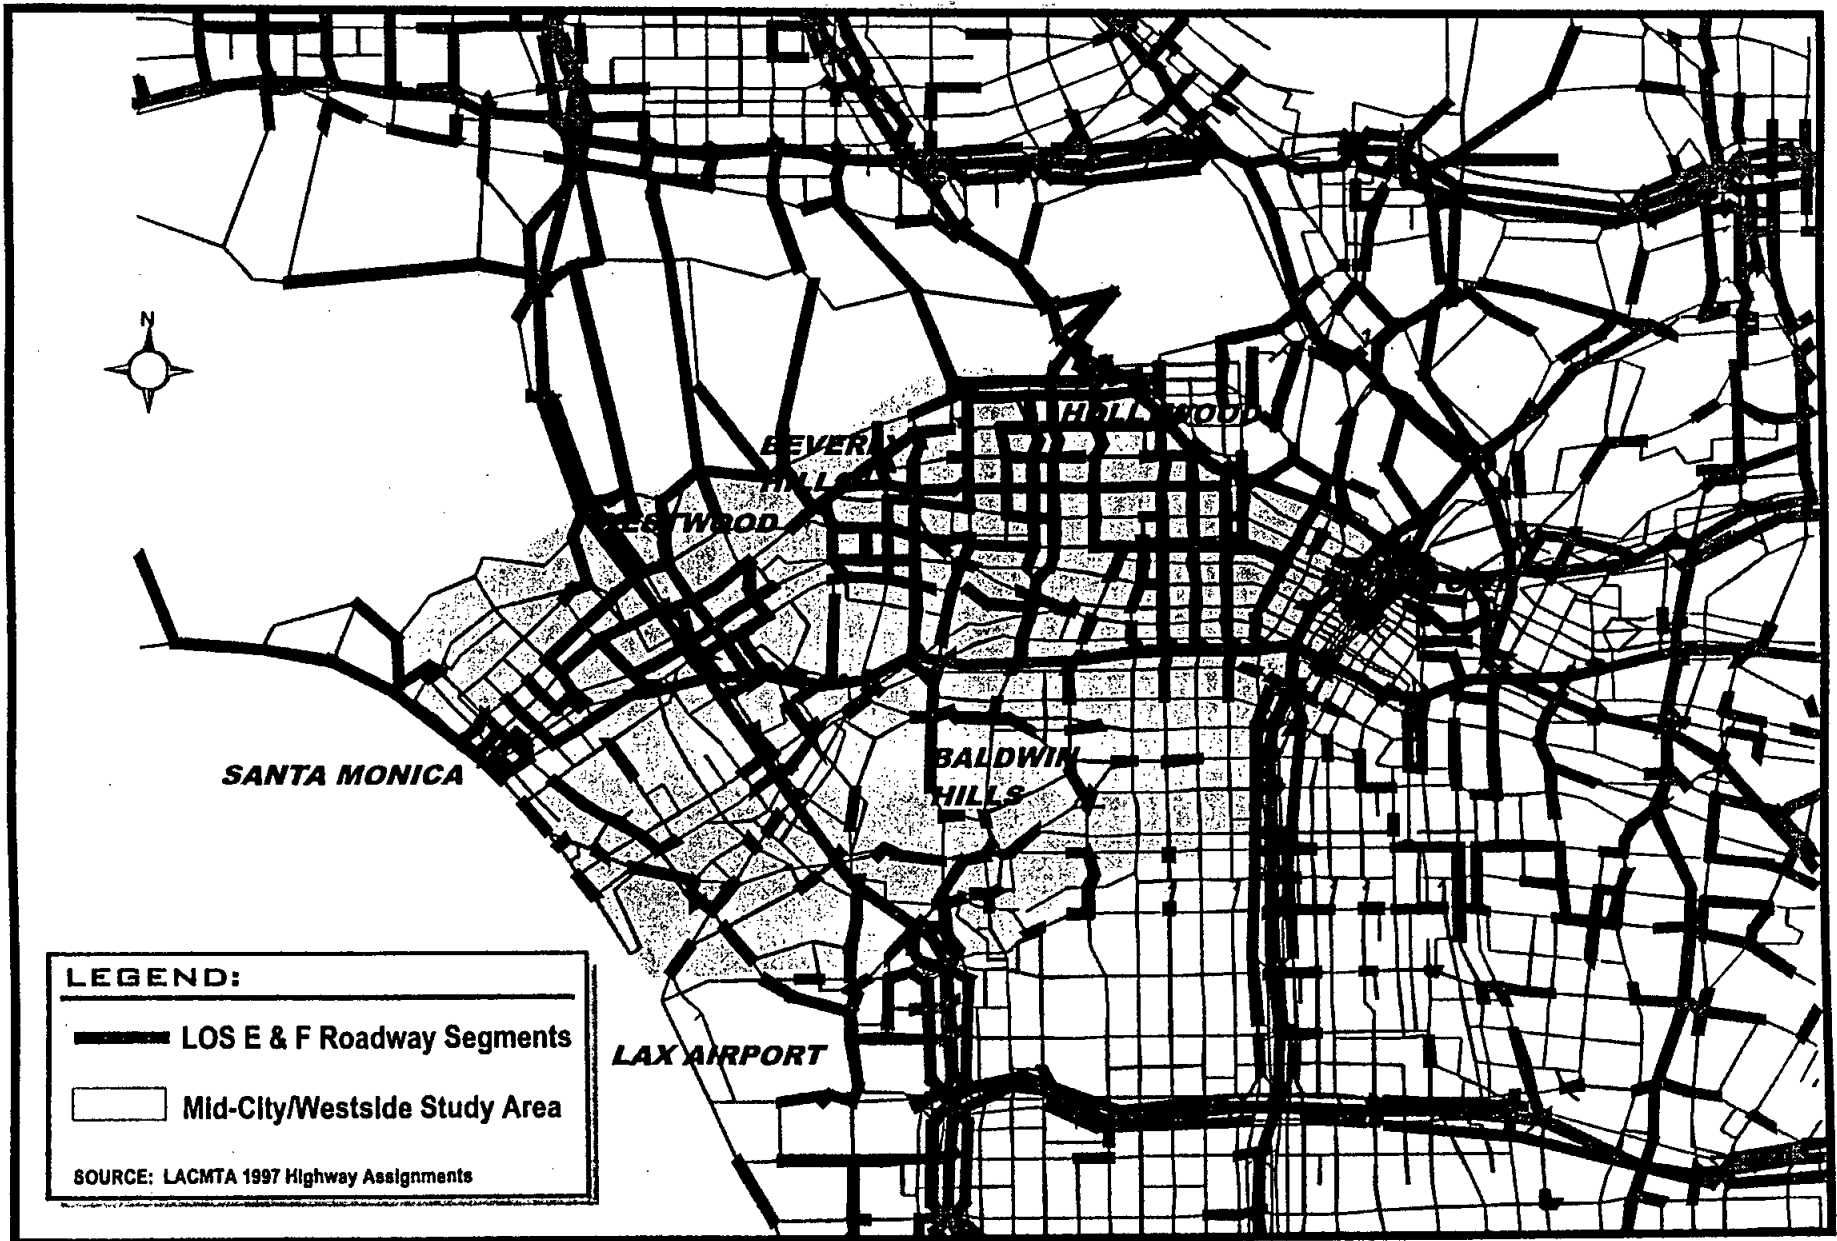 N
HOLLYWOOD
BEVERLY
HILLS
WESTWOOD
SANTA MONICA
BALDWIN
HILLS
LAX AIRPORT
LEGEND:
LOS E & F Roadway Segments
Mid-City/Westside Study Area
SOURCE: LACMTA 1997 Highway Assignments